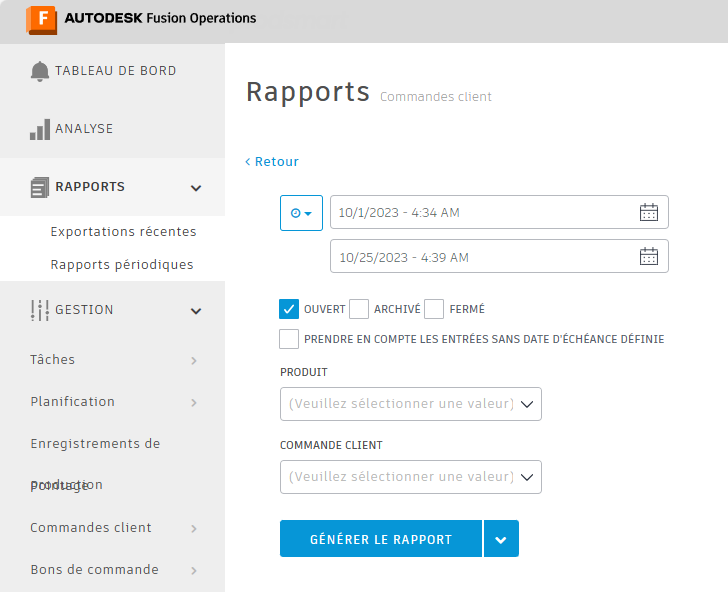 F AUTODESK Fusion Operations
TABLEAU DE BORD
ANALYSE
RAPPORTS
Exportations récentes
Rapports périodiques
GESTION
Tâches
Planification
Enregistrements de
production
Pointage
Commandes client
Bons de commande
Rapports Commandes client
< Retour
10/1/2023 - 4:34 AM
10/25/2023 - 4:39 AM
OUVERT ARCHIVÉ FERMÉ
PRENDRE EN COMPTE LES ENTRÉES SANS DATE D'ÉCHÉANCE DÉFINIE
PRODUIT
(Veuillez sélectionner une valeur)
COMMANDE CLIENT
(Veuillez sélectionner une valeur)
GÉNÉRER LE RAPPORT